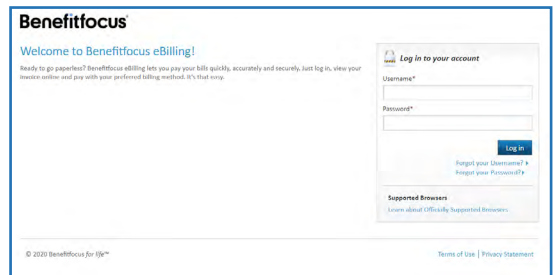 Benefitfocus®
Welcome to Benefitfocus eBilling!
Ready to go paperless? Benefitfocus eBilling lets you pay your bills quickly, accurately and securely. Just log in, view your
invoice online and pay with your preferred billing method. It's that easy.
Log in to your account
Username*
Password*
Log in
Forgot your Username?
Forgot your Password?
Supported Browsers
Learn about Officially Supported Browsers
© 2020 Benefitfocus for life™
Terms of Use | Privacy Statement